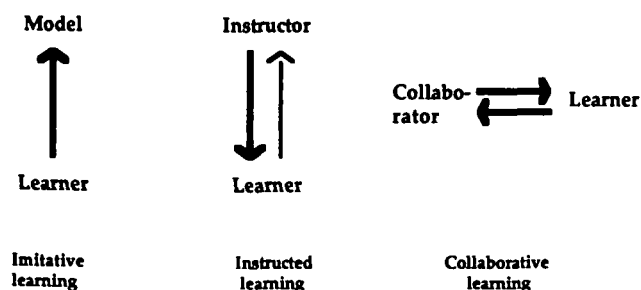 Model
Learner
Imitative
learning
Instructor
Learner
Instructed
learning
Collabo-
rator
Learner
Collaborative
learning